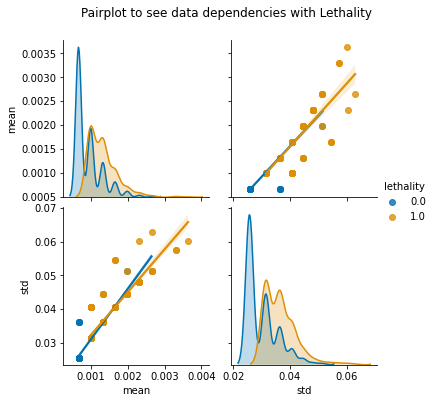 Pairplot to see data dependencies with Lethality
0.0035
0.0030
0.0025
0.0020
0.0015
0.0010
0.0005
mean
lethality
0.0
1.0
0.07
0.06
0.05
0.04
0.03
std
0.001 0.002 0.003 0.004
mean
0.02 0.04 0.06
std